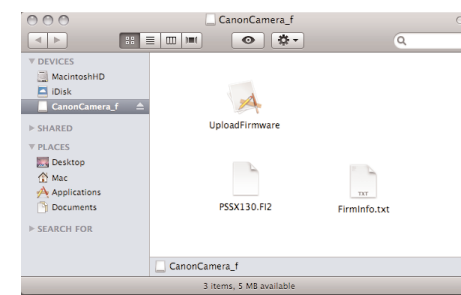 CanonCamera_f
DEVICES
MacintoshHD
iDisk
CanonCamera_f
SHARED
PLACES
Desktop
Mac
Applications
Documents
SEARCH FOR
UploadFirmware
PSSX130.FI2
FirmInfo.txt
TXT
CanonCamera_f
3 items, 5 MB available